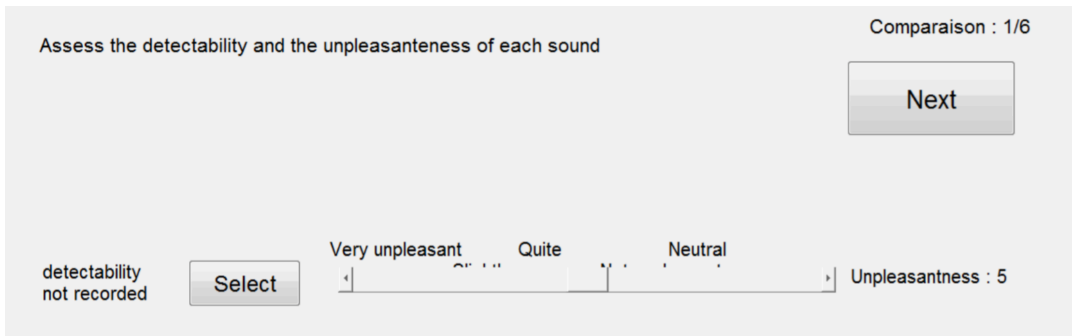 Comparaison : 1/6
Assess the detectability and the unpleasanteness of each sound
Next
Very unpleasant Quite Neutral
detectability
not recorded
Select
Unpleasantness : 5